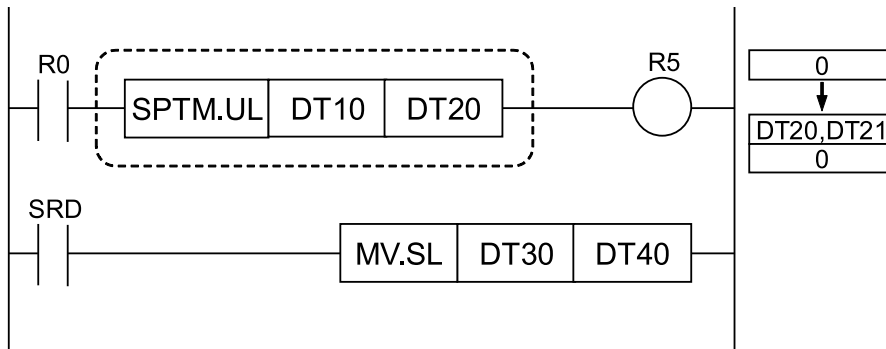 R0
SPTM.UL DT10 DT20
R5
0
DT20,DT21
0
SRD
MV.SL DT30 DT40